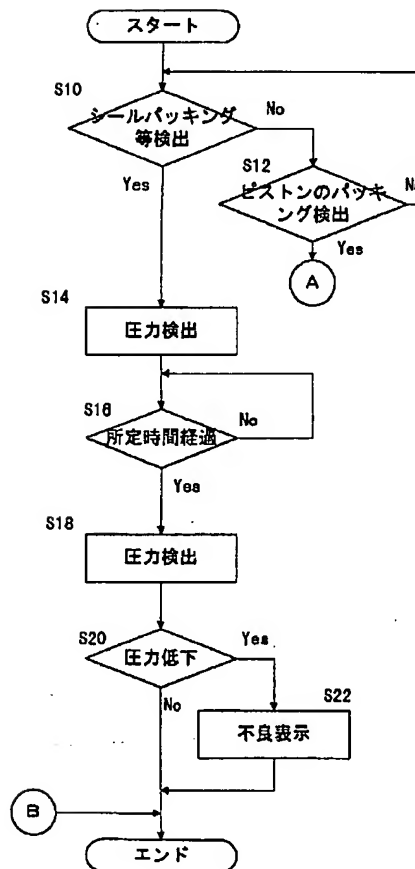 スタート
S10
シールパッキング
等検出
No
S12
ピストンのパッキ
ング検出
Yes
Yes
A
S14
圧力検出
S16
所定時間経過
No
Yes
S18
圧力検出
S20
圧力低下
Yes
No
S22
不良表示
B
エンド